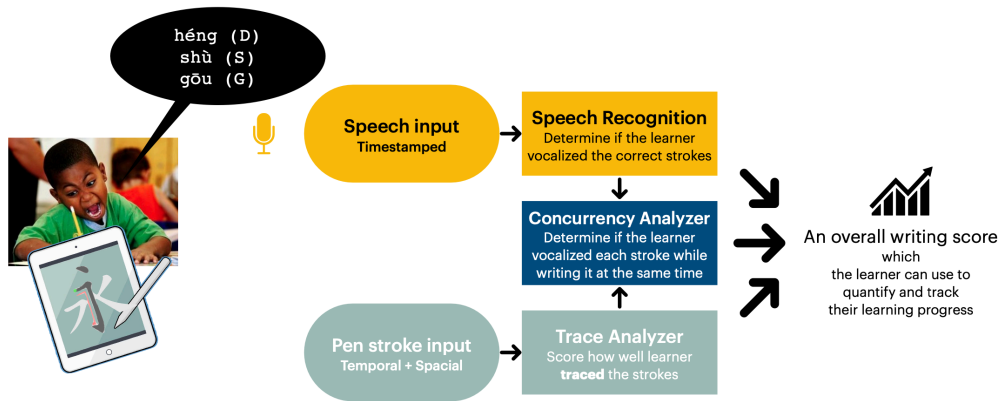 héng (D)
shù (S)
gōu (G)
Speech input
Timestamped
Speech Recognition
Determine if the learner
vocalized the correct strokes
Concurrency Analyzer
Determine if the learner
vocalized each stroke while
writing it at the same time
Pen stroke input
Temporal + Spacial
Trace Analyzer
Score how well learner
traced the strokes
An overall writing score
which
the learner can use to
quantify and track
their learning progress
永